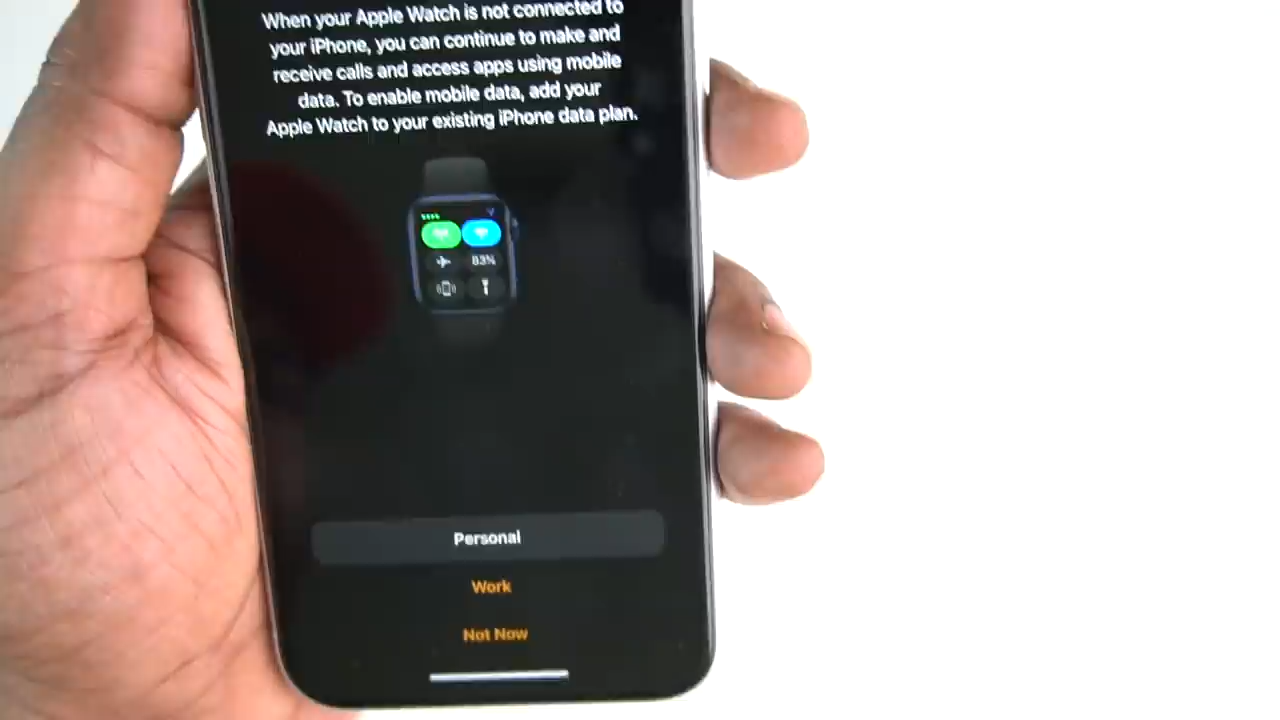 When your Apple Watch is not connected to
your iPhone, you can continue to make and
receive calls and access apps using mobile
data. To enable mobile data, add your
Apple Watch to your existing iPhone data plan.
83%
Personal
Work
Not Now